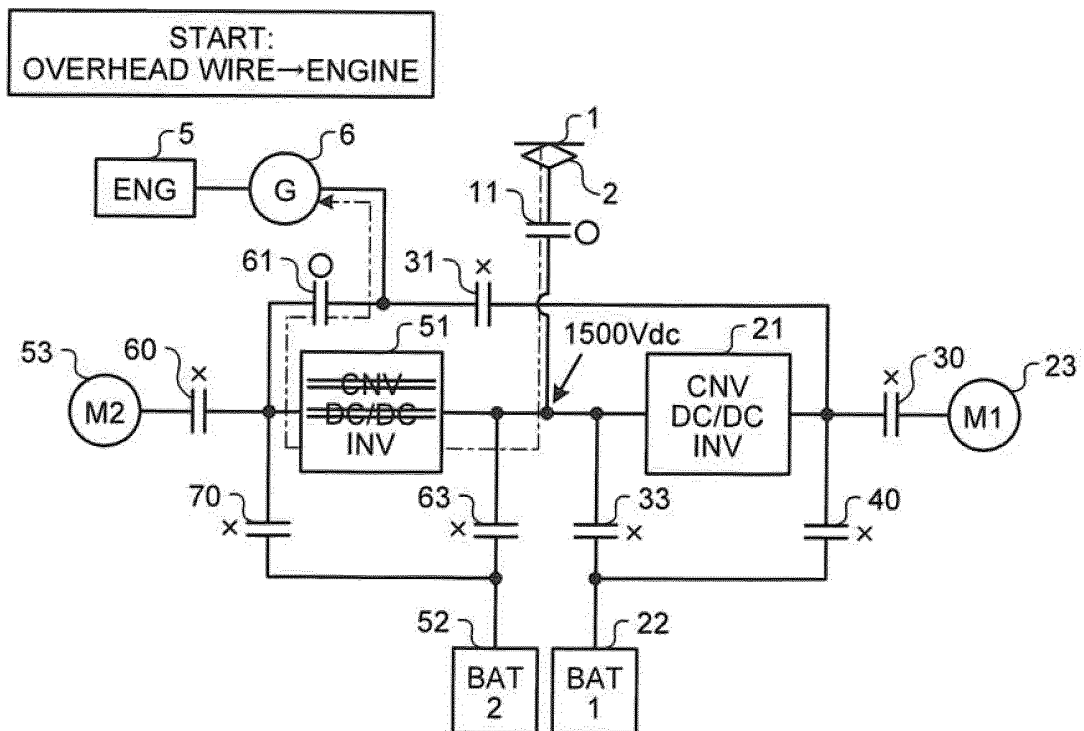 START:
OVERHEAD WIRE→ENGINE
5
6
1
ENG
G
2
11
61
31
×
51
1500Vdc
21
53
60
×
30
×
23
M2
CNV
DC/DC
INV
CNV
DC/DC
INV
M1
70
×
63
×
33
×
40
×
52
22
BAT
2
BAT
1